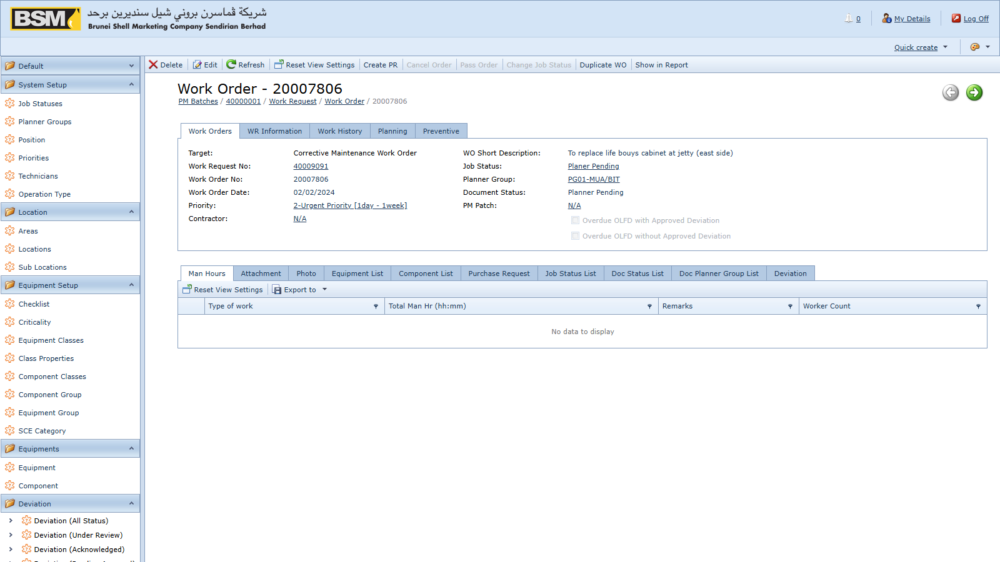 BSM
شريكة ڤماسرن بروني شيل سنديرين برحد
Brunei Shell Marketing Company Sendirian Berhad
0
My Details
Log Off
Quick create
Default
System Setup
Job Statuses
Planner Groups
Position
Priorities
Technicians
Operation Type
Location
Areas
Locations
Sub Locations
Equipment Setup
Checklist
Criticality
Equipment Classes
Class Properties
Component Classes
Component Group
Equipment Group
SCE Category
Equipments
Equipment
Component
Deviation
Deviation (All Status)
Deviation (Under Review)
Deviation (Acknowledged)
Delete Edit Refresh Reset View Settings Create PR Cancel Order Pass Order Change Job Status Duplicate WO Show in Report
Work Order - 20007806
PM Batches / 40000001 / Work Request / Work Order / 20007806
Work Orders WR Information Work History Planning Preventive
Target: Corrective Maintenance Work Order
Work Request No: 40009091
Work Order No: 20007806
Work Order Date: 02/02/2024
Priority: 2-Urgent Priority [1day - 1week]
Contractor: N/A
WO Short Description: To replace life bouys cabinet at jetty (east side)
Job Status: Planer Pending
Planner Group: PG01-MUA/BIT
Document Status: Planner Pending
PM Patch: N/A
Overdue OLFD with Approved Deviation
Overdue OLFD without Approved Deviation
Man Hours Attachment Photo Equipment List Component List Purchase Request Job Status List Doc Status List Doc Planner Group List Deviation
Reset View Settings Export to
Type of work Total Man Hr (hh:mm) Remarks Worker Count
No data to display